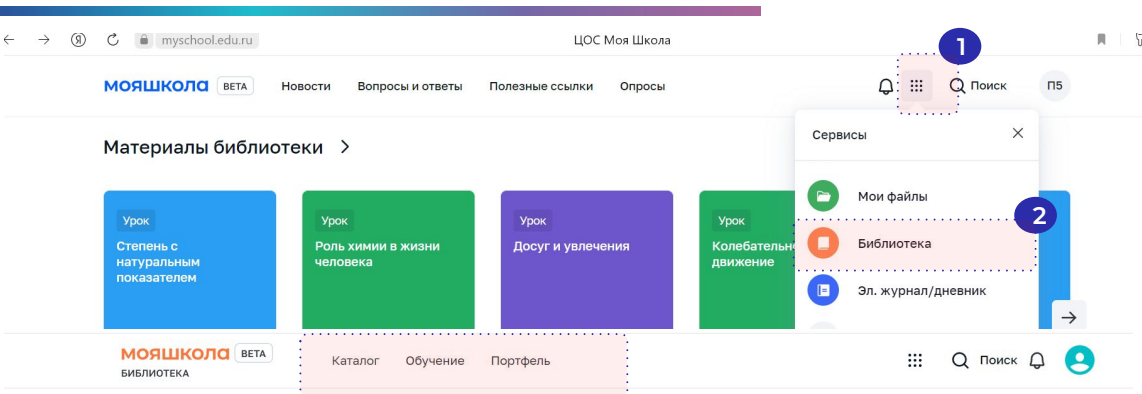 myschool.edu.ru
ЦОС Моя Школа
1
МОЯШКОЛА BETA Новости Вопросы и ответы Полезные ссылки Опросы Поиск П5
Материалы библиотеки
Сервисы
Мои файлы
2
Библиотека
Эл. журнал/дневник
Урок
Степень с
натуральным
показателем
Урок
Роль химии в жизни
человека
Урок
Досуг и увлечения
Урок
движение
МОЯШКОЛА BETA
БИБЛИОТЕКА
Каталог Обучение Портфель
Поиск